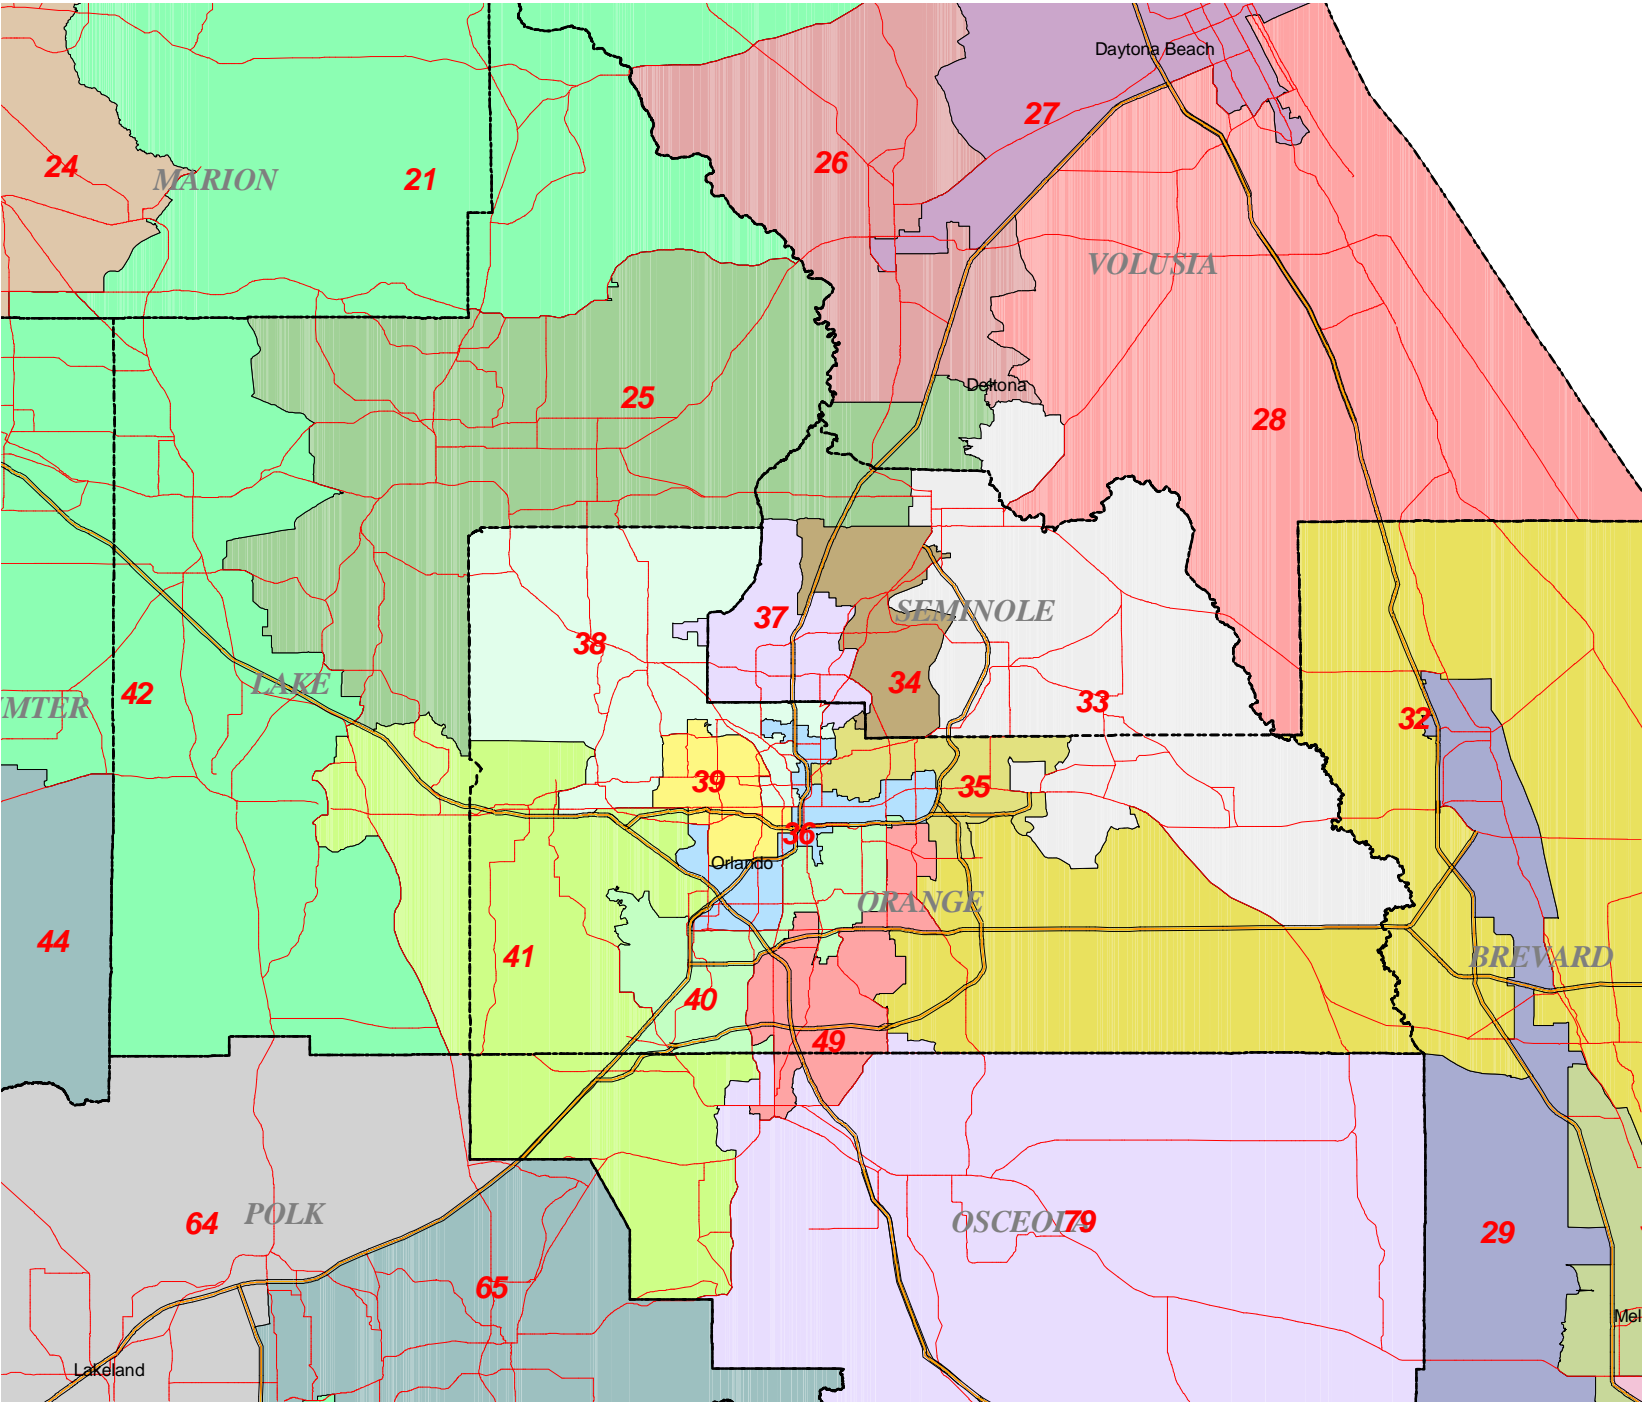 Daytona Beach
27
26
24
MARION
21
VOLUSIA
Deltona
25
28
37
SEMINOLE
38
34
LAKE
42
MTER
33
32
39
35
36
Orlando
ORANGE
44
41
BREVARD
40
49
64
POLK
OSCEOLA
79
29
65
Mel
Lakeland